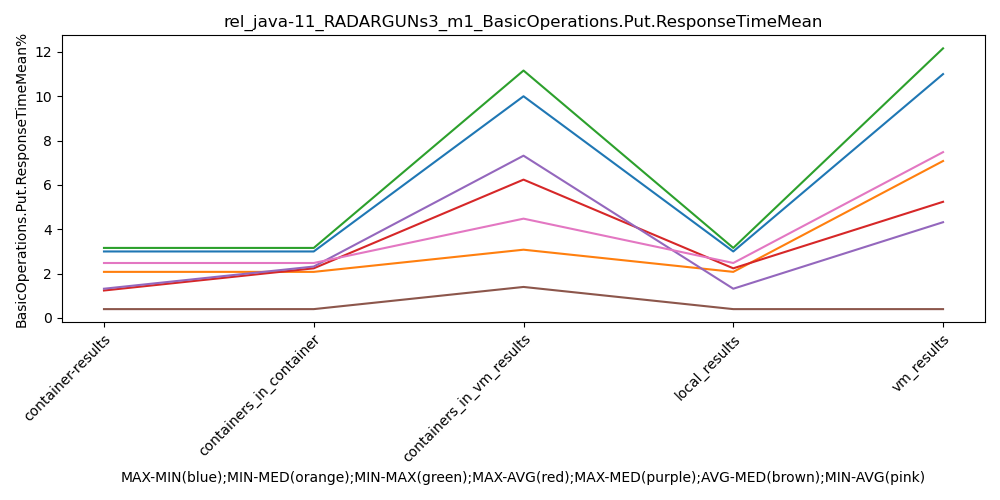 rel_java-11_RADARGUNs3_m1_BasicOperations.Put.ResponseTimeMean
BasicOperations.Put.ResponseTimeMean%
12
10
8
6
4
2
0
container-results
containers_in_container
containers_in_vm_results
local_results
vm_results
MAX-MIN(blue);MIN-MED(orange);MIN-MAX(green);MAX-AVG(red);MAX-MED(purple);AVG-MED(brown);MIN-AVG(pink)